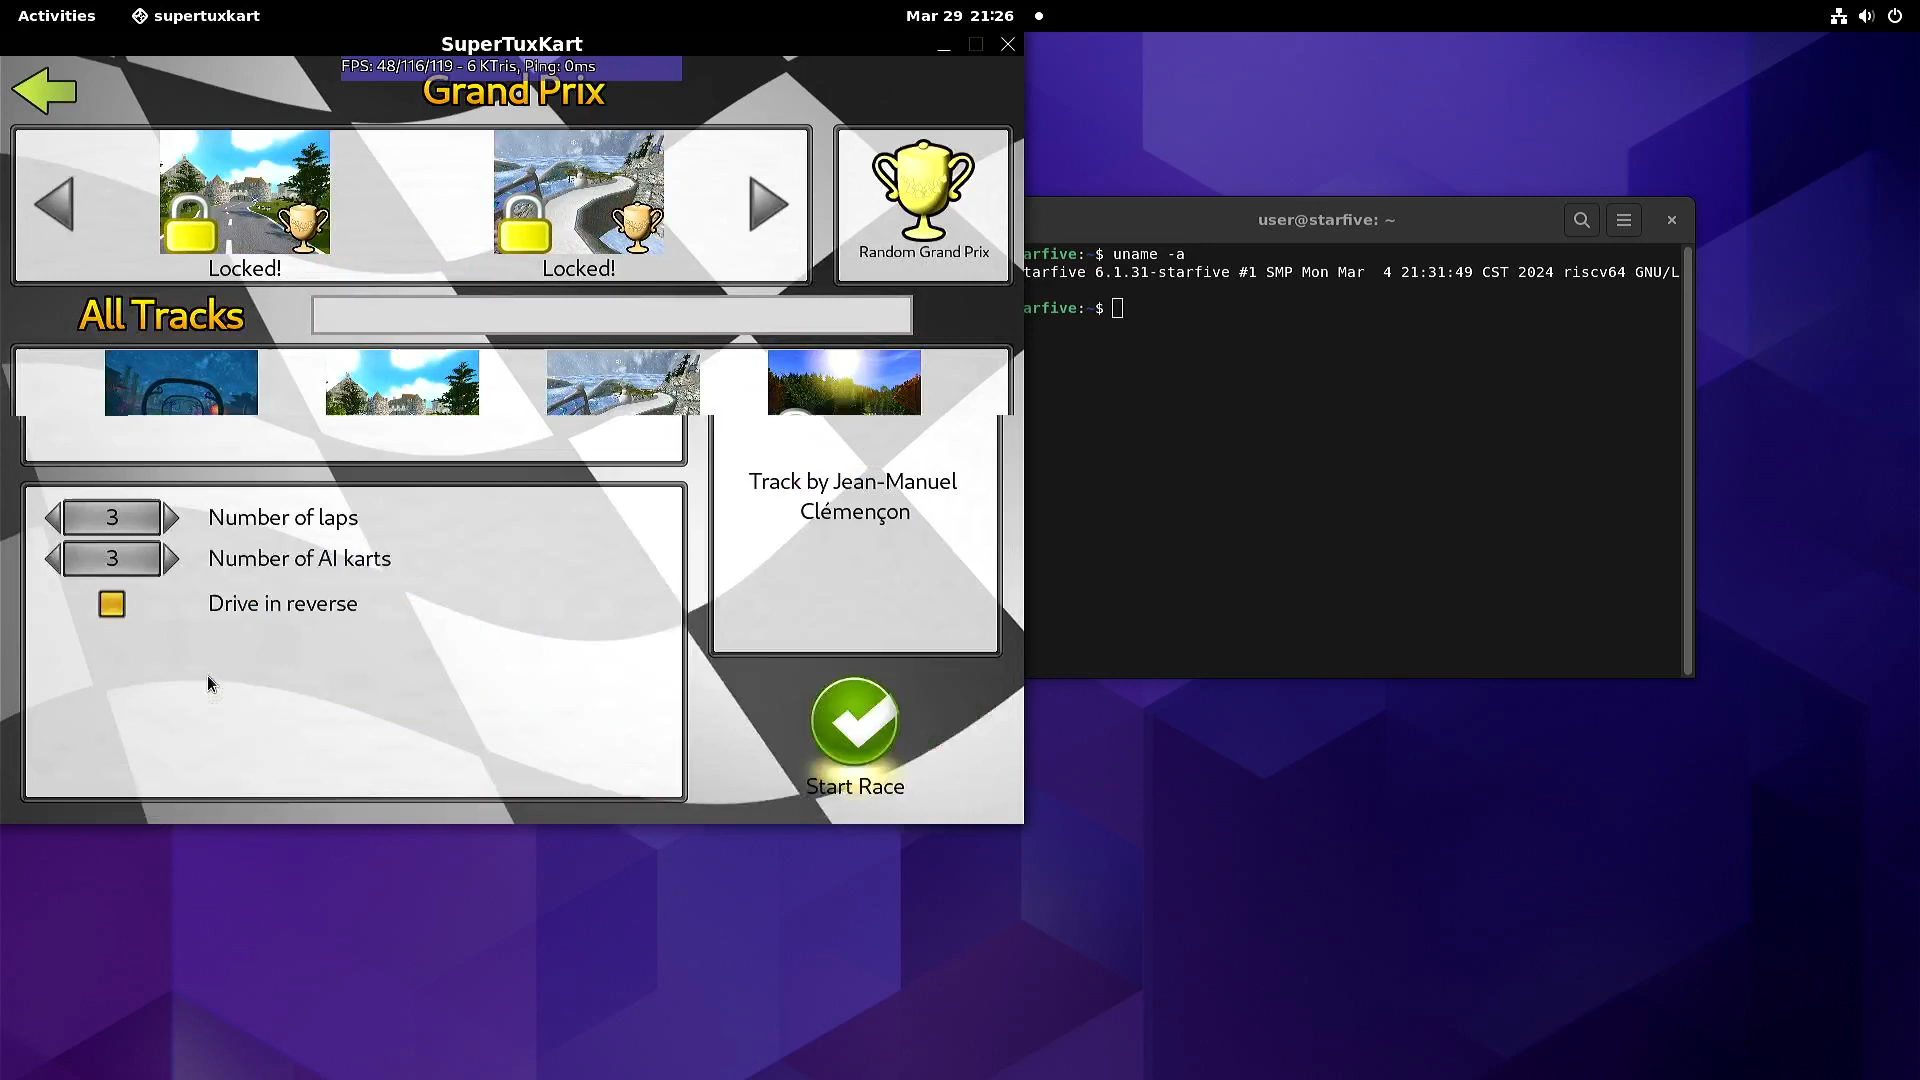 Activities
supertuxkart
Mar 29 21:26
SuperTuxKart
FPS: 48/116/119 - 6 KTris, Ping: 0ms
Grand Prix
Locked!
Locked!
Random Grand Prix
All Tracks
Track by Jean-Manuel
Clémençon
3 Number of laps
3 Number of AI karts
Drive in reverse
Start Race
user@starfive: ~
arfive:~$ uname -a
tarfive 6.1.31-starfive #1 SMP Mon Mar  4 21:31:49 CST 2024 riscv64 GNU/L
arfive:~$